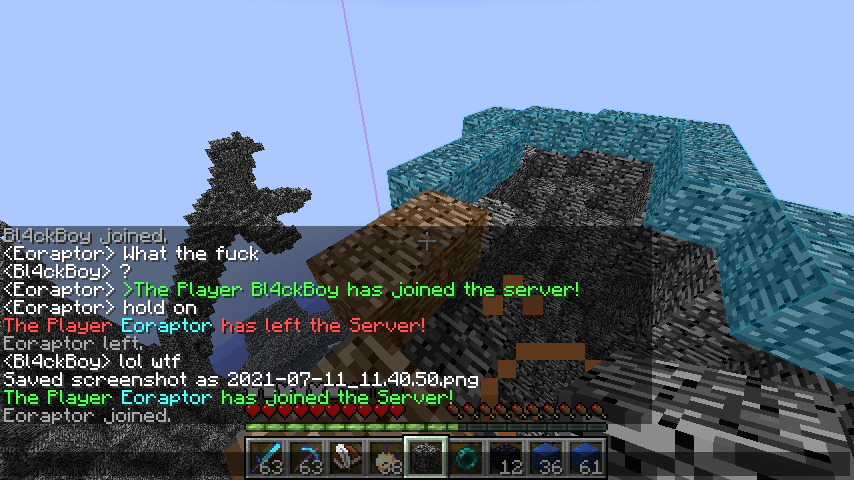 Bl4ckBoy joined.
<Eoraptor> What the fuck
<Bl4ckBoy> ?
<Eoraptor> >The Player Bl4ckBoy has joined the server!
<Eoraptor> hold on
The Player Eoraptor has left the Server!
Eoraptor left.
<Bl4ckBoy> lol wtf
Saved screenshot as 2021-07-11_11.40.50.png
The Player Eoraptor has joined the Server!
Eoraptor joined.
63 63 12 36 61